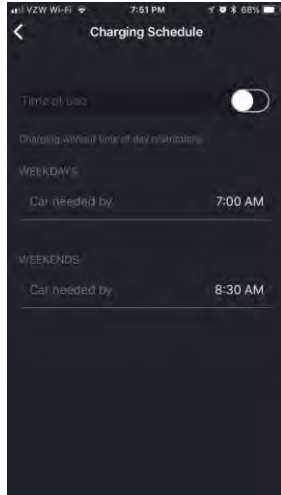 VZW Wi-Fi 7:51 PM 68%
Charging Schedule
Time of use
Charging without time of day restrictions
WEEKDAYS
Car needed by 7:00 AM
WEEKENDS
Car needed by 8:30 AM